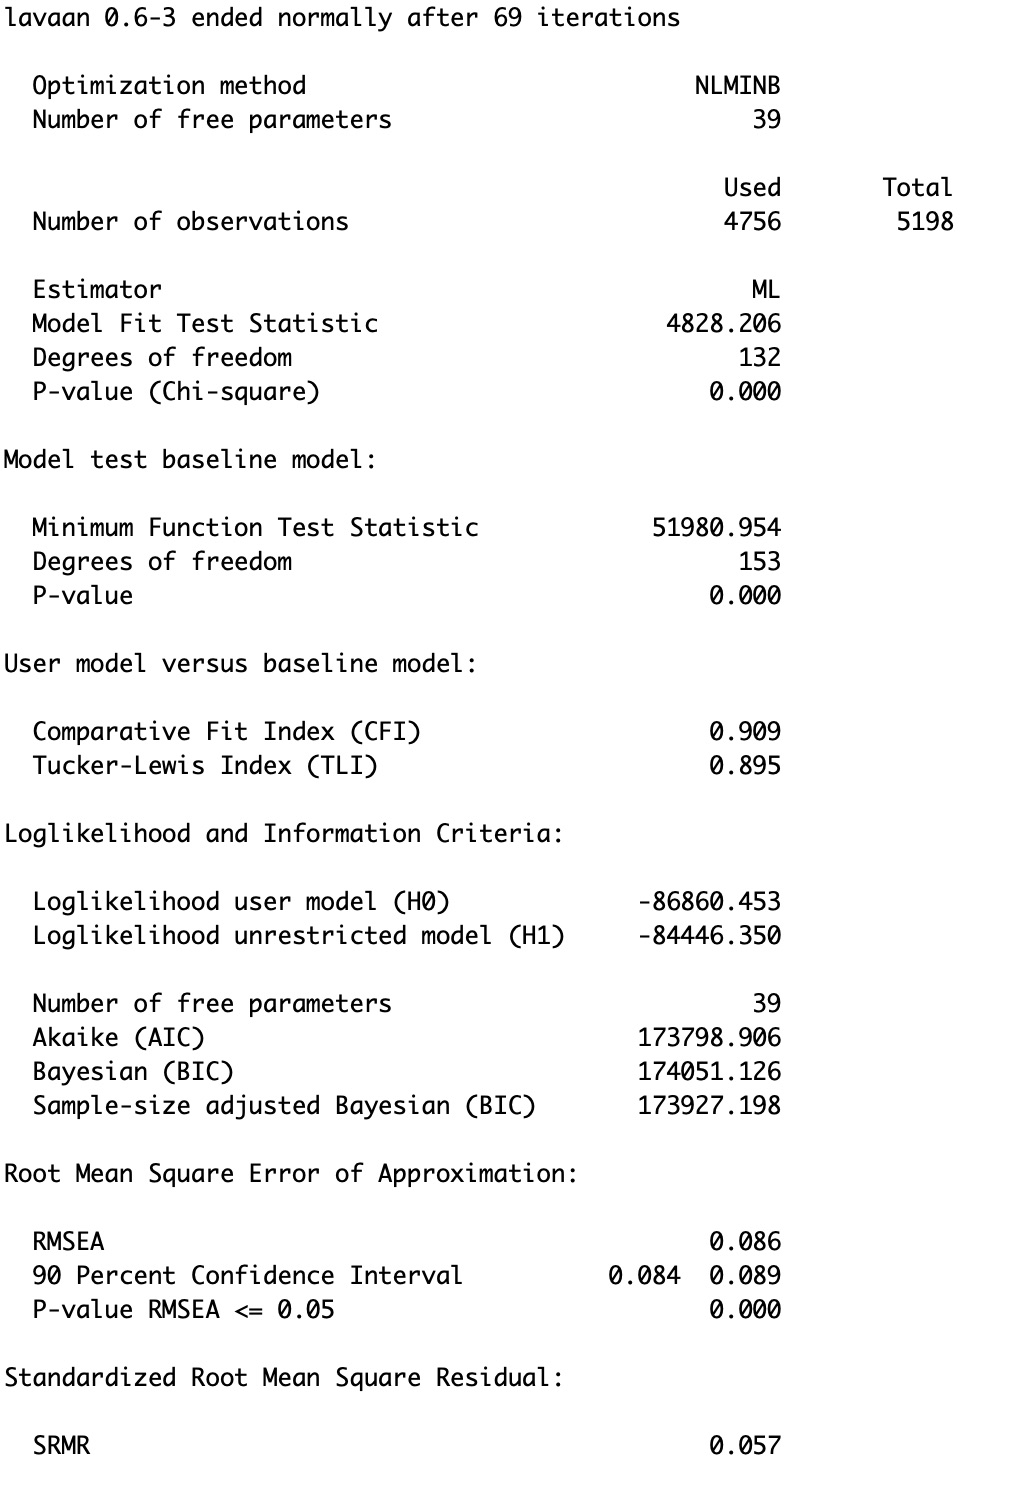 lavaan 0.6-3 ended normally after 69 iterations
Optimization method NLMINB
Number of free parameters 39
Used Total
Number of observations 4756 5198
Estimator ML
Model Fit Test Statistic 4828.206
Degrees of freedom 132
P-value (Chi-square) 0.000
Model test baseline model:
Minimum Function Test Statistic 51980.954
Degrees of freedom 153
P-value 0.000
User model versus baseline model:
Comparative Fit Index (CFI) 0.909
Tucker-Lewis Index (TLI) 0.895
Loglikelihood and Information Criteria:
Loglikelihood user model (H0) -86860.453
Loglikelihood unrestricted model (H1) -84446.350
Number of free parameters 39
Akaike (AIC) 173798.906
Bayesian (BIC) 174051.126
Sample-size adjusted Bayesian (BIC) 173927.198
Root Mean Square Error of Approximation:
RMSEA 0.086
90 Percent Confidence Interval 0.084 0.089
P-value RMSEA <= 0.05 0.000
Standardized Root Mean Square Residual:
SRMR 0.057